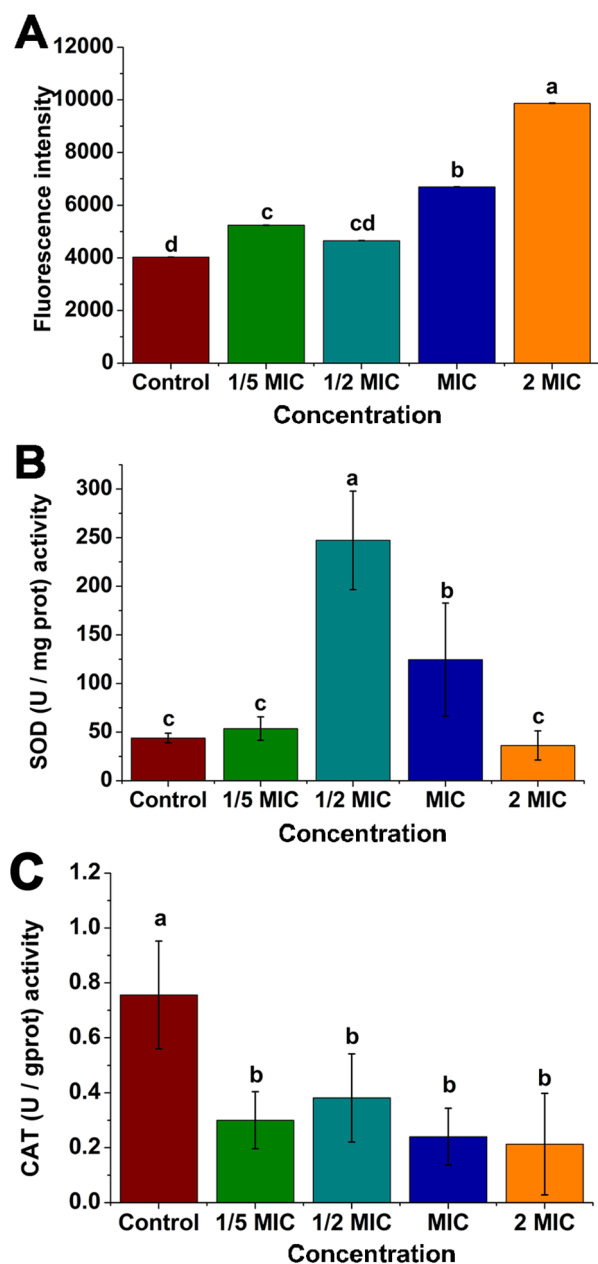 A
12000
10000
8000
6000
4000
2000
0
Fluorescence intensity
d
c
cd
b
a
Control 1/5 MIC 1/2 MIC MIC 2 MIC
Concentration
B
300
250
200
150
100
50
0
SOD (U / mg prot) activity
c
c
a
b
c
Control 1/5 MIC 1/2 MIC MIC 2 MIC
Concentration
C
1.2
1.0
0.8
0.6
0.4
0.2
0.0
CAT (U / gprot) activity
a
b
b
b
b
Control 1/5 MIC 1/2 MIC MIC 2 MIC
Concentration